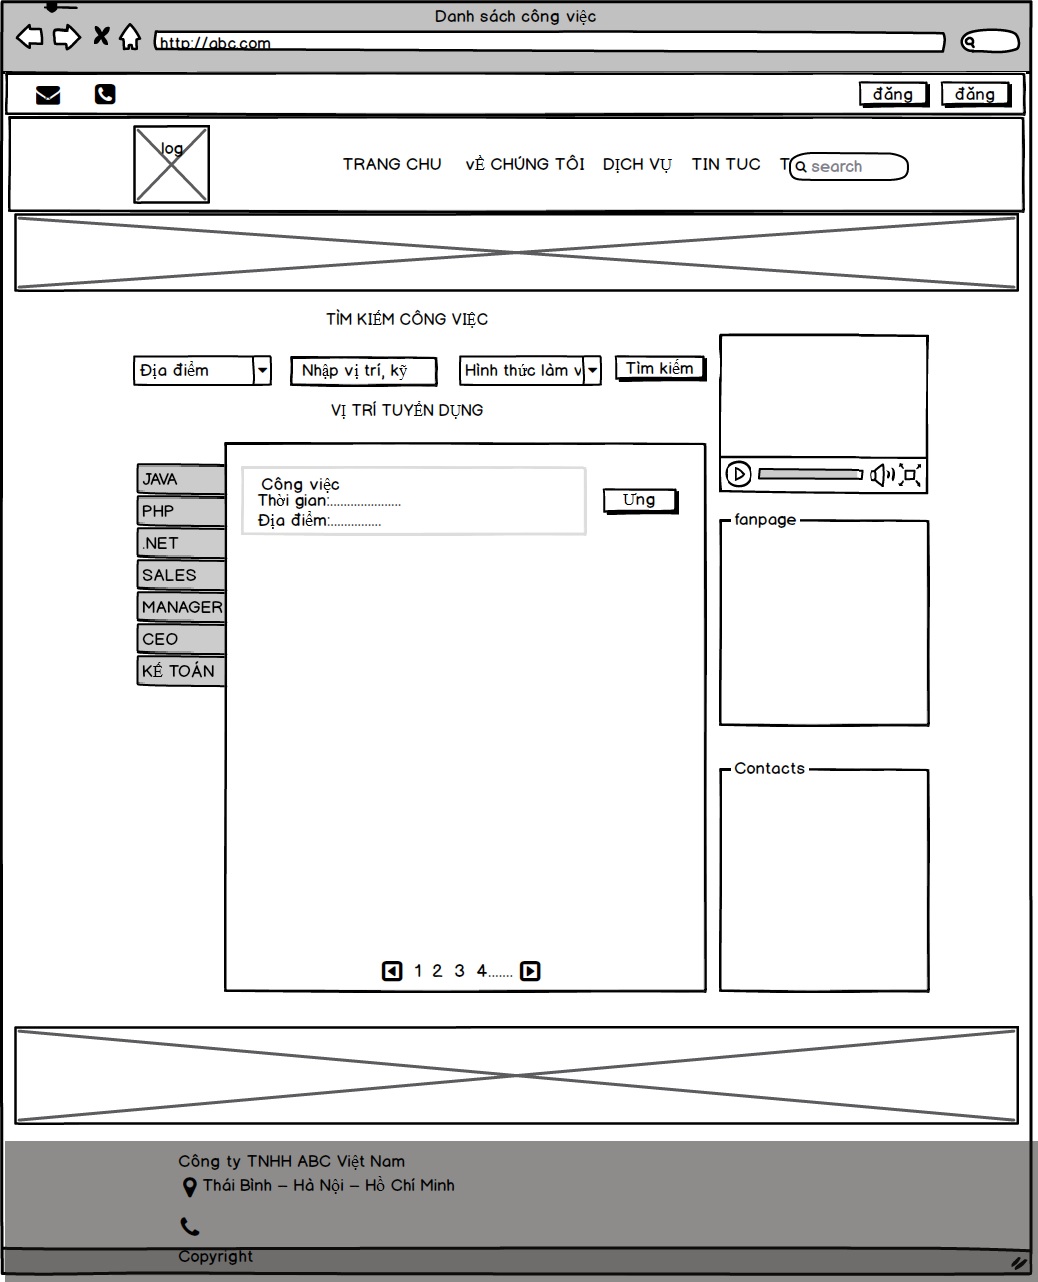 Danh sách công việc
http://abc.com
đăng đăng
log
TRANG CHU vỀ CHÚNG TÔI DỊCH VỤ TIN TUC T search
TÌM KIẾM CÔNG VIỆC
Địa điểm Nhập vị trí, kỹ Hình thức làm v Tìm kiếm
VỊ TRÍ TUYỂN DỤNG
JAVA
PHP
.NET
SALES
MANAGER
CEO
KẾ TOÁN
Công việc
Thời gian:.....................
Địa điểm:...............
Ưng
1 2 3 4.......
fanpage
Contacts
Công ty TNHH ABC Việt Nam
Thái Bình – Hà Nội – Hồ Chí Minh
Copyright